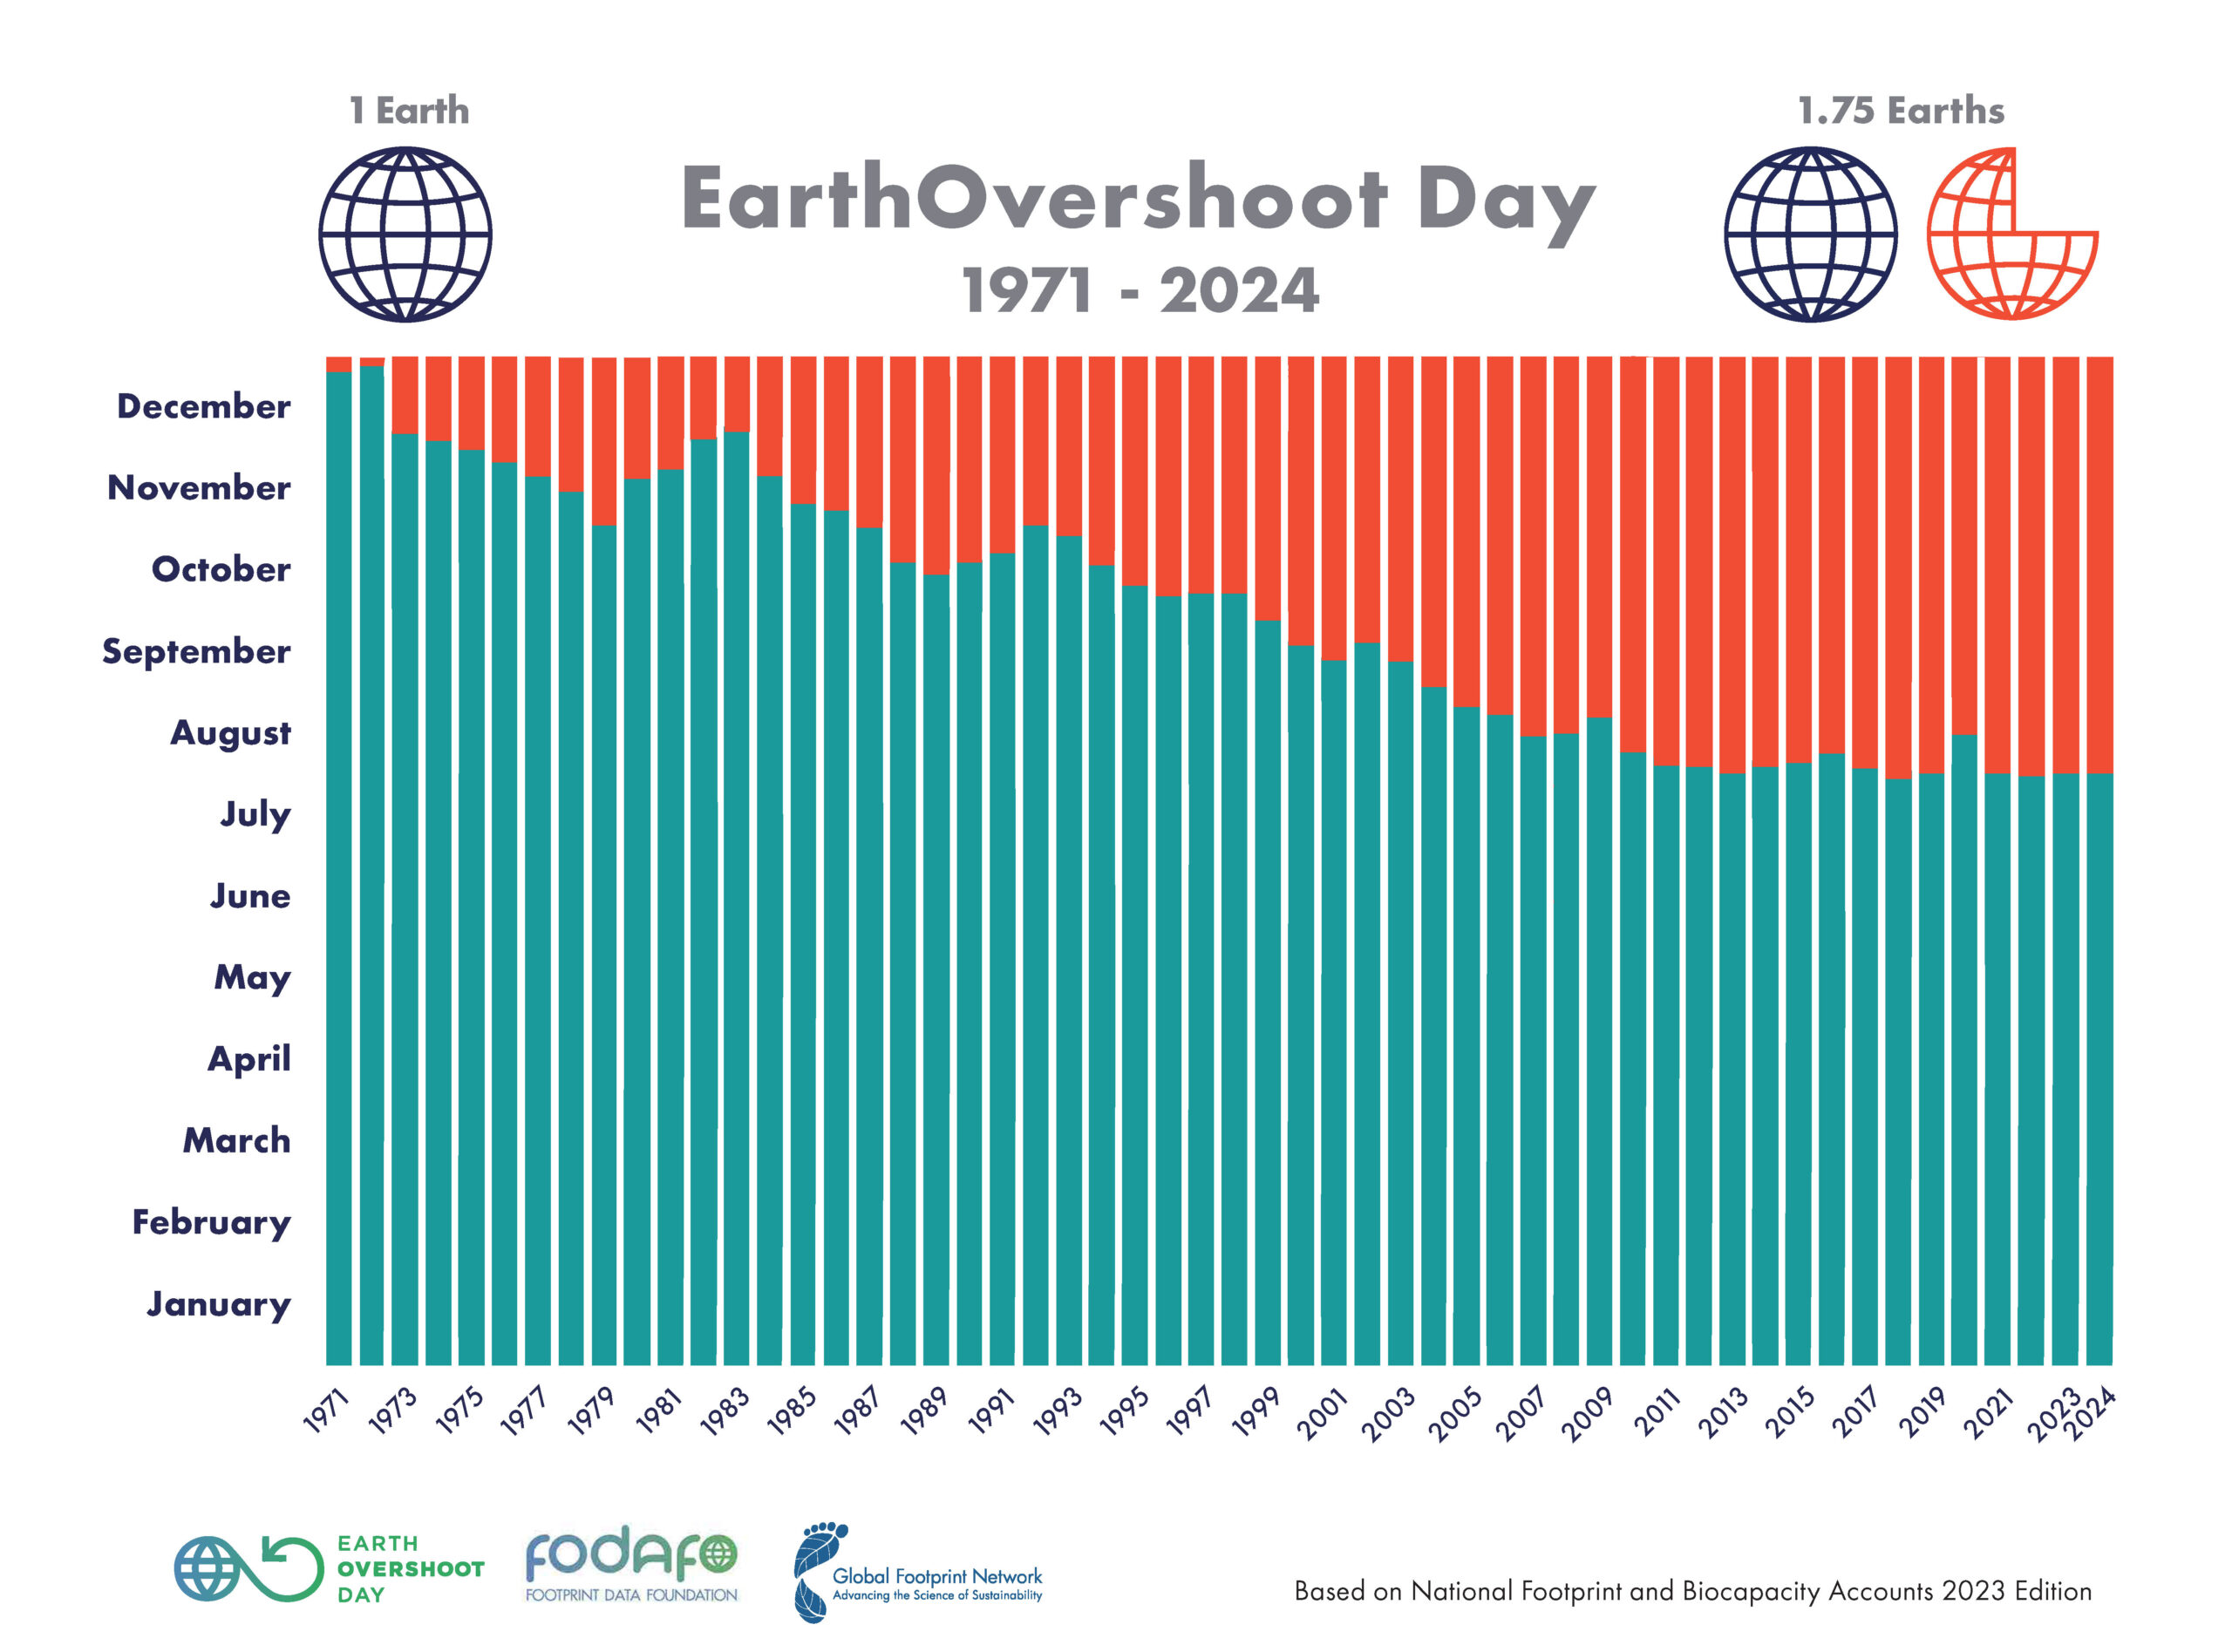 1 Earth
1.75 Earths
EarthOvershoot Day
1971 - 2024
December
November
October
September
August
July
June
May
April
March
February
January
1971
1973
1975
1977
1979
1981
1983
1985
1987
1989
1991
1993
1995
1997
1999
2001
2003
2005
2007
2009
2011
2013
2015
2017
2019
2021
2023
2024
EARTH
OVERSHOOT
DAY
FODAFO
FOOTPRINT DATA FOUNDATION
Global Footprint Network
Advancing the Science of Sustainability
Based on National Footprint and Biocapacity Accounts 2023 Edition